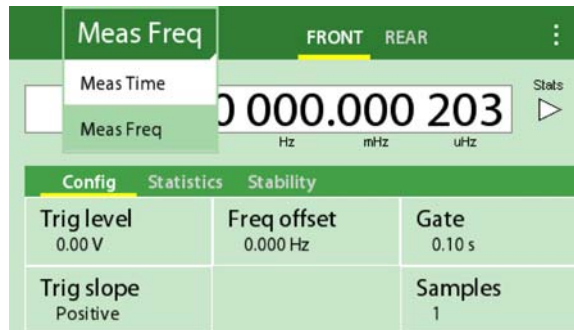 Meas Freq
FRONT REAR
Meas Time
Meas Freq
0 000.000 203
Stats
Hz mHz uHz
Config Statistics Stability
Trig level Freq offset Gate
0.00 V 0.000 Hz 0.10 s
Trig slope Samples
Positive 1